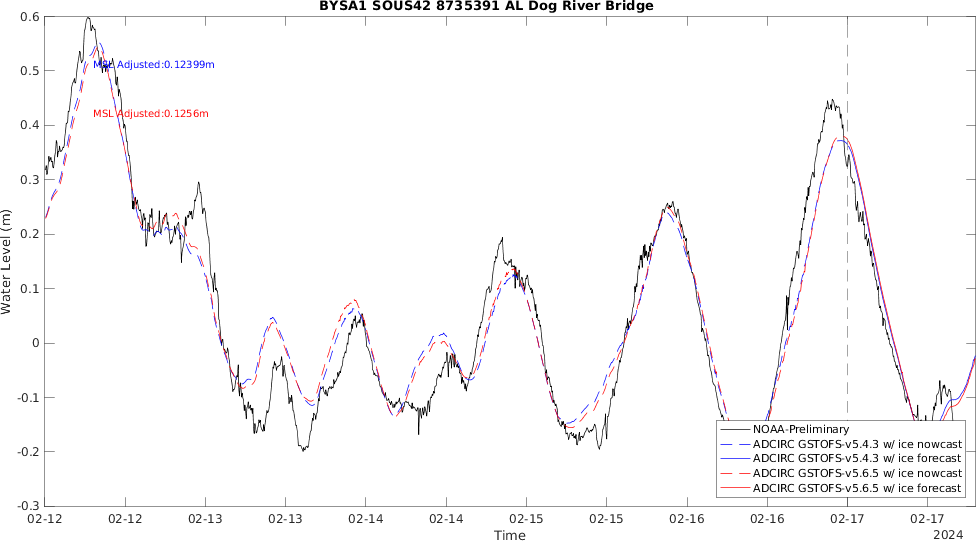 BYSA1 SOUS42 8735391 AL Dog River Bridge
Water Level (m)
0.6
0.5
0.4
0.3
0.2
0.1
0
-0.1
-0.2
-0.3
MSL Adjusted:0.12399m
MSL Adjusted:0.1256m
NOAA-Preliminary
ADCIRC GSTOFS-v5.4.3 w/ ice nowcast
ADCIRC GSTOFS-v5.4.3 w/ ice forecast
ADCIRC GSTOFS-v5.6.5 w/ ice nowcast
ADCIRC GSTOFS-v5.6.5 w/ ice forecast
02-12 02-12 02-13 02-13 02-14 02-14 02-15 02-15 02-16 02-16 02-17 02-17
2024
Time